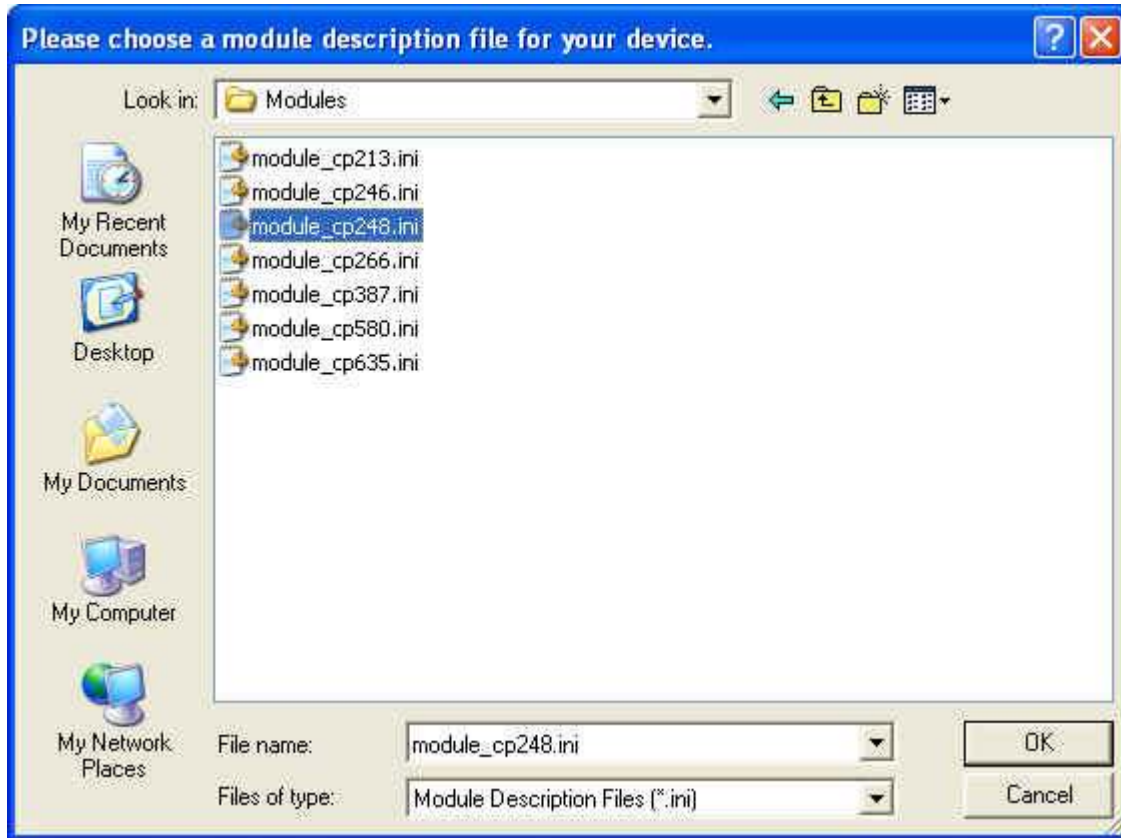 Please choose a module description file for your device.
Look in: Modules
module_cp213.ini
module_cp246.ini
module_cp248.ini
module_cp266.ini
module_cp387.ini
module_cp580.ini
module_cp635.ini
My Recent
Documents
Desktop
My Documents
My Computer
My Network
Places
File name: module_cp248.ini OK
Files of type: Module Description Files (*.ini) Cancel